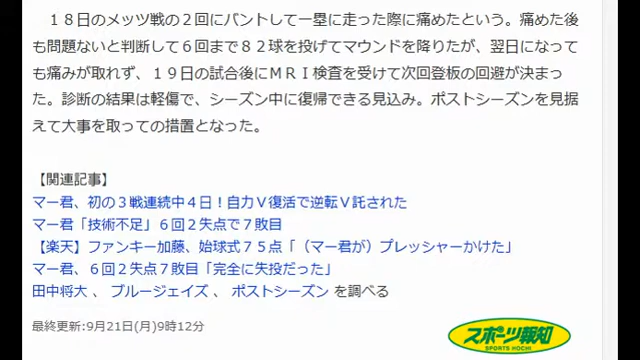 １８日のメッツ戦の２回にバントして一塁に走った際に痛めたという。痛めた後
も問題ないと判断して６回まで８２球を投げてマウンドを降りたが、翌日になって
も痛みが取れず、１９日の試合後にＭＲＩ検査を受けて次回登板の回避が決まっ
た。診断の結果は軽傷で、シーズン中に復帰できる見込み。ポストシーズンを見据
えて大事を取っての措置となった。
【関連記事】
マー君、初の３戦連続中４日！自力Ｖ復活で逆転Ｖ託された
マー君「技術不足」６回２失点で７敗目
【楽天】ファンキー加藤、始球式７５点「（マー君が）プレッシャーかけた」
マー君、６回２失点７敗目「完全に失投だった」
田中将大 、 ブルージェイズ 、 ポストシーズン を調べる
最終更新:9月21日(月)9時12分
スポーツ報知
SPORTS HOCHI